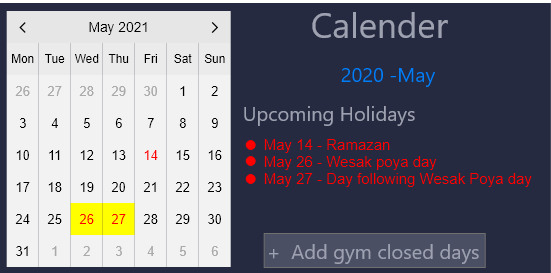 May 2021
Mon Tue Wed Thu Fri Sat Sun
26 27 28 29 30 1 2
3 4 5 6 7 8 9
10 11 12 13 14 15 16
17 18 19 20 21 22 23
24 25 26 27 28 29 30
31 1 2 3 4 5 6
Calender
2020 -May
Upcoming Holidays
May 14 - Ramazan
May 26 - Wesak poya day
May 27 - Day following Wesak Poya day
+ Add gym closed days